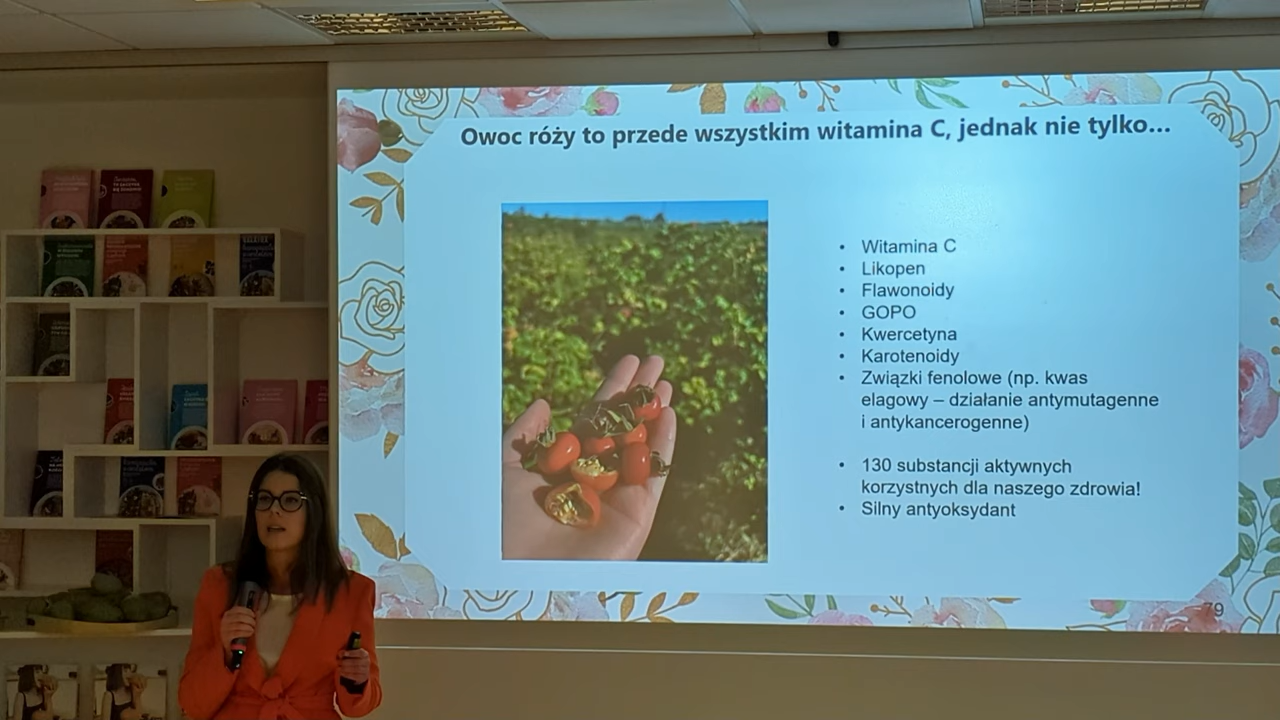 Owoc róży to przede wszystkim witamina C, jednak nie tylko...
• Witamina C
• Likopen
• Flawonoidy
• GOPO
• Kwercetyna
• Karotenoidy
• Związki fenolowe (np. kwas
elagowy – działanie antymutagenne
i antykancerogenne)
• 130 substancji aktywnych
korzystnych dla naszego zdrowia!
• Silny antyoksydant
79